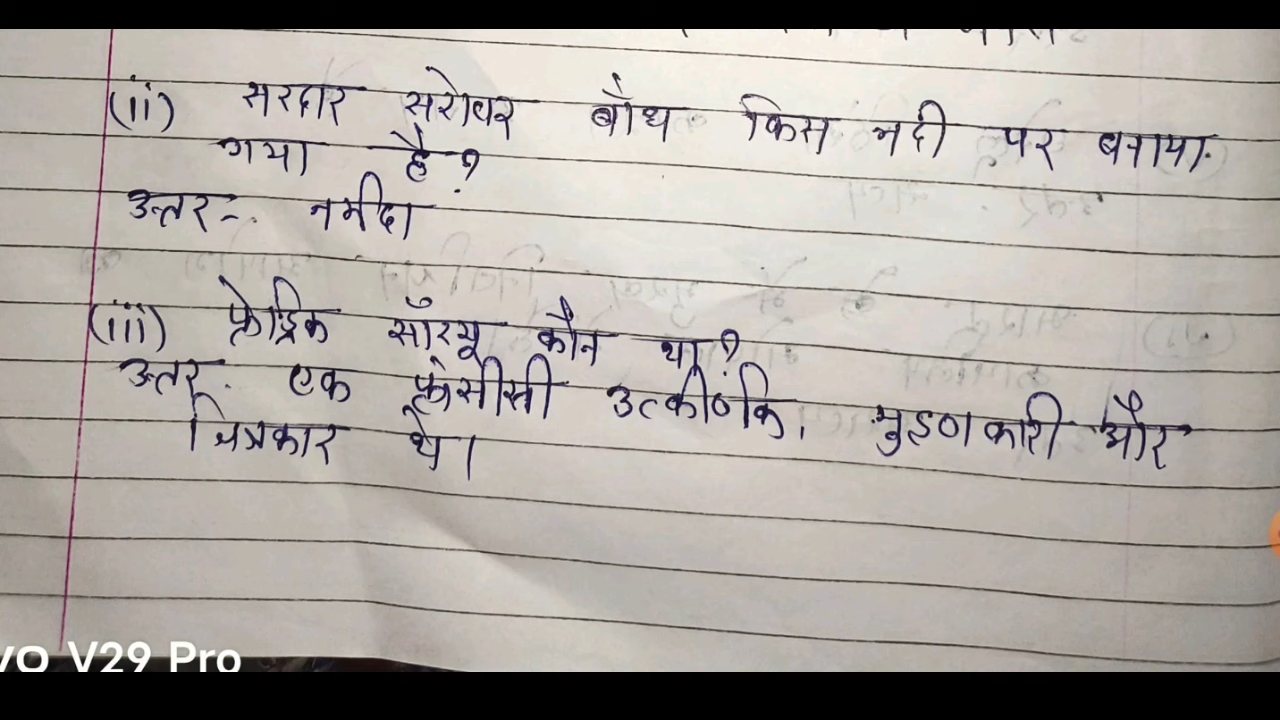 (ii) सरदार सरोवर बाँध किस नदी पर बनाया
गया है?
उत्तर:- नर्मदा
(iii) फ्रेड्रिक सॉरयू कौन था?
उत्तर. एक फ्रांसीसी उत्कीर्णक, मुद्रणकारी और
चित्रकार थे।
V29 Pro